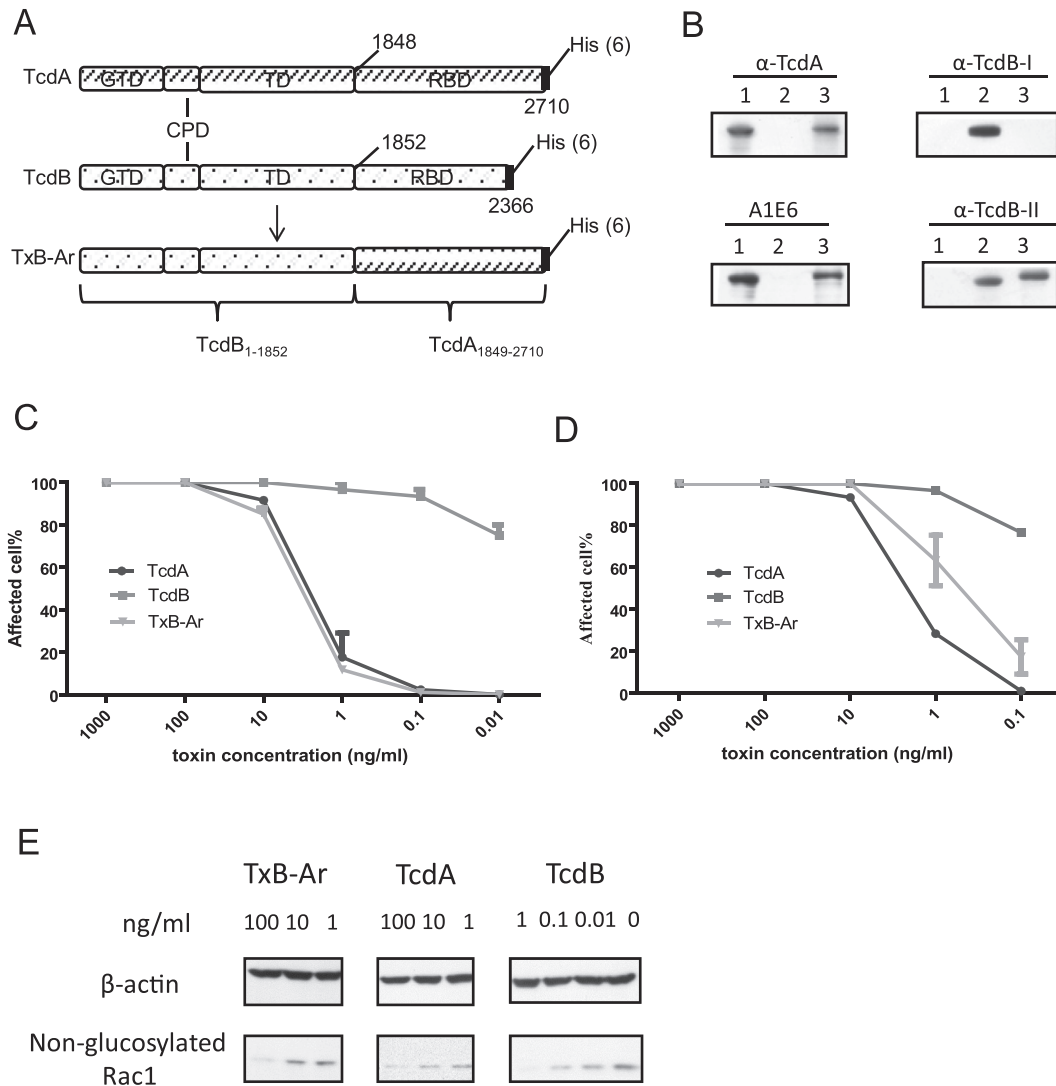 A
1848
His (6)
TcdA
GTD
TD
RBD
2710
CPD
1852
His (6)
TcdB
GTD
TD
RBD
2366
His (6)
TxB-Ar
TcdB1-1852
TcdA1849-2710
B
α-TcdA
1 2 3
α-TcdB-I
1 2 3
A1E6
1 2 3
α-TcdB-II
1 2 3
C
Affected cell%
100
80
60
40
20
0
TcdA
TcdB
TxB-Ar
1000 100 10 1 0.1 0.01
toxin concentration (ng/ml)
D
Affected cell%
100
80
60
40
20
0
TcdA
TcdB
TxB-Ar
1000 100 10 1 0.1
toxin concentration (ng/ml)
E
TxB-Ar TcdA TcdB
ng/ml 100 10 1 100 10 1 1 0.1 0.01 0
β-actin
Non-glucosylated
Rac1